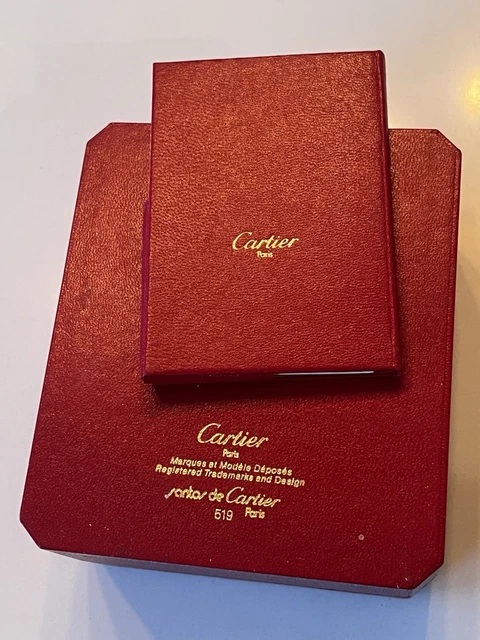 Cartier
Paris
Cartier
Paris
Marques et Modèle Déposés
Registered Trademarks and Design
santos de Cartier
519 Paris